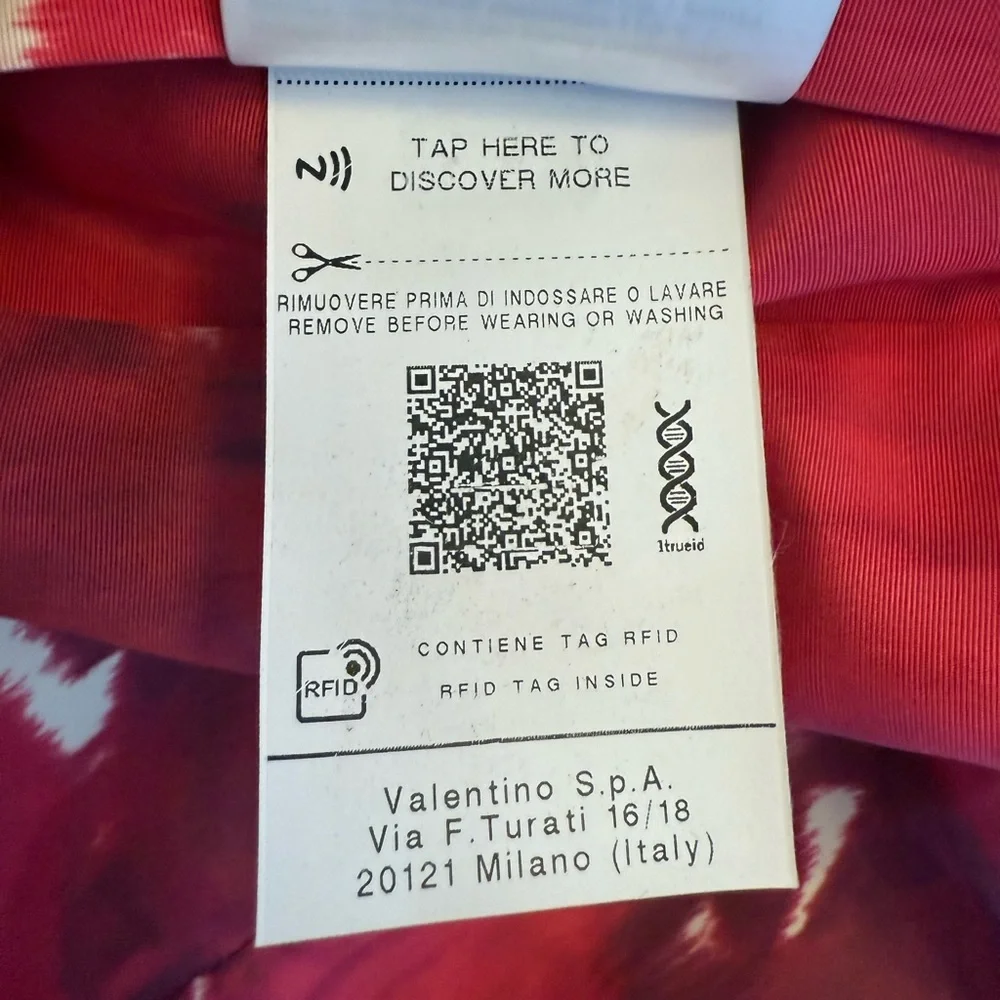 TAP HERE TO
DISCOVER MORE
RIMUOVERE PRIMA DI INDOSSARE O LAVARE
REMOVE BEFORE WEARING OR WASHING
1trueid
CONTIENE TAG RFID
RFID
RFID TAG INSIDE
Valentino S.p.A.
Via F.Turati 16/18
20121 Milano (Italy)